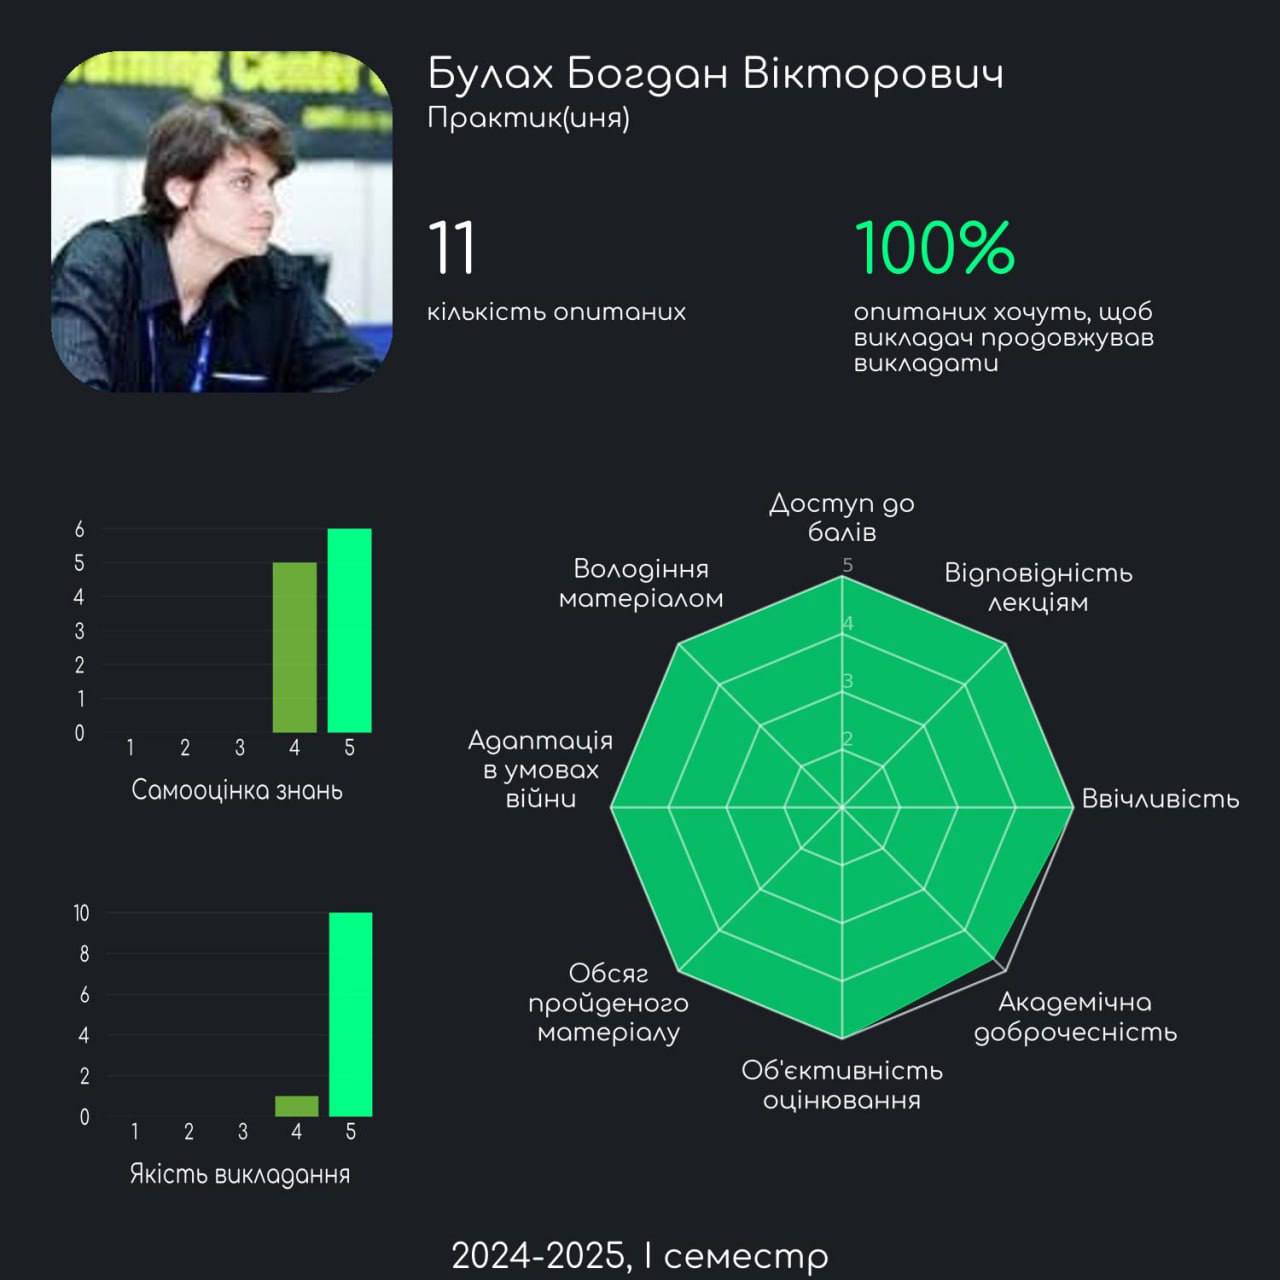 Training Center
Булах Богдан Вікторович
Практик(иня)
11
кількість опитаних
100%
опитаних хочуть, щоб
викладач продовжував
викладати
6
5
4
3
2
1
0
1 2 3 4 5
Самооцінка знань
10
8
6
4
2
0
1 2 3 4 5
Якість викладання
Доступ до
балів
Відповідність
лекціям
Ввічливість
Академічна
доброчесність
Об'єктивність
оцінювання
Обсяг
пройденого
матеріалу
Адаптація
в умовах
війни
Володіння
матеріалом
5
4
3
2
2024-2025, І семестр